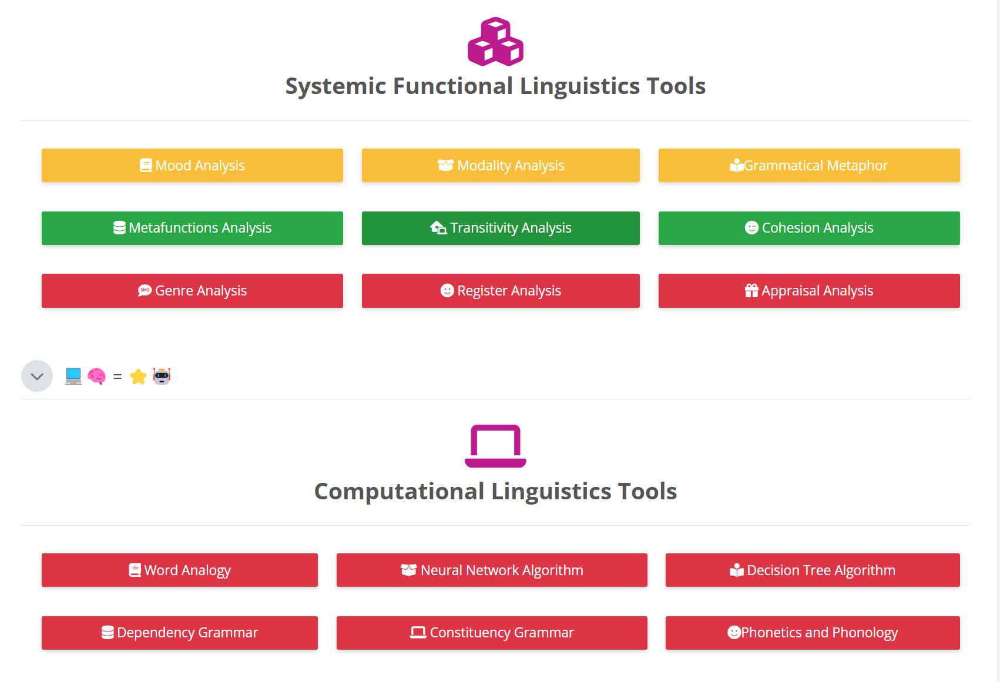 Systemic Functional Linguistics Tools
Mood Analysis
Modality Analysis
Grammatical Metaphor
Metafunctions Analysis
Transitivity Analysis
Cohesion Analysis
SMS Genre Analysis
Register Analysis
Appraisal Analysis
=
Computational Linguistics Tools
Word Analogy
Neural Network Algorithm
Decision Tree Algorithm
Dependency Grammar
Constituency Grammar
Phonetics and Phonology